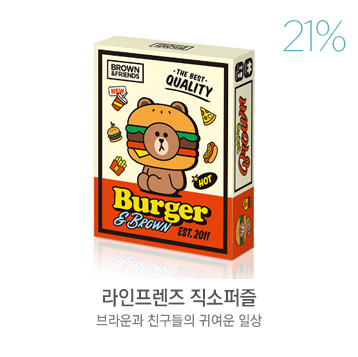 21%
BROWN
&FRIENDS
THE BEST
QUALITY
NEW
HOT
Burger
& BROWN
EST. 2011
Brown
라인프렌즈 직소퍼즐
브라운과 친구들의 귀여운 일상